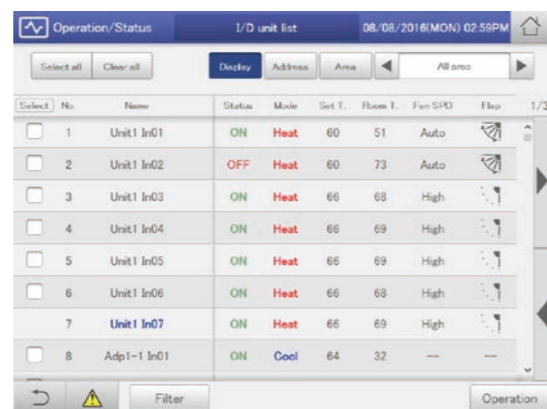 Operation/Status I/D unit list 08/08/2016(MON) 02:59PM
Select all Clear all Display Address Area All area
Select No. Name Status Mode Set T. Room T. Fan SPD Flap 1/3
1 Unit1 In01 ON Heat 60 51 Auto
2 Unit1 In02 OFF Heat 60 73 Auto
3 Unit1 In03 ON Heat 66 68 High
4 Unit1 In04 ON Heat 66 69 High
5 Unit1 In05 ON Heat 66 69 High
6 Unit1 In06 ON Heat 66 68 High
7 Unit1 In07 ON Heat 66 69 High
8 Adp1-1 In01 ON Cool 64 32 -- --
Filter Operation